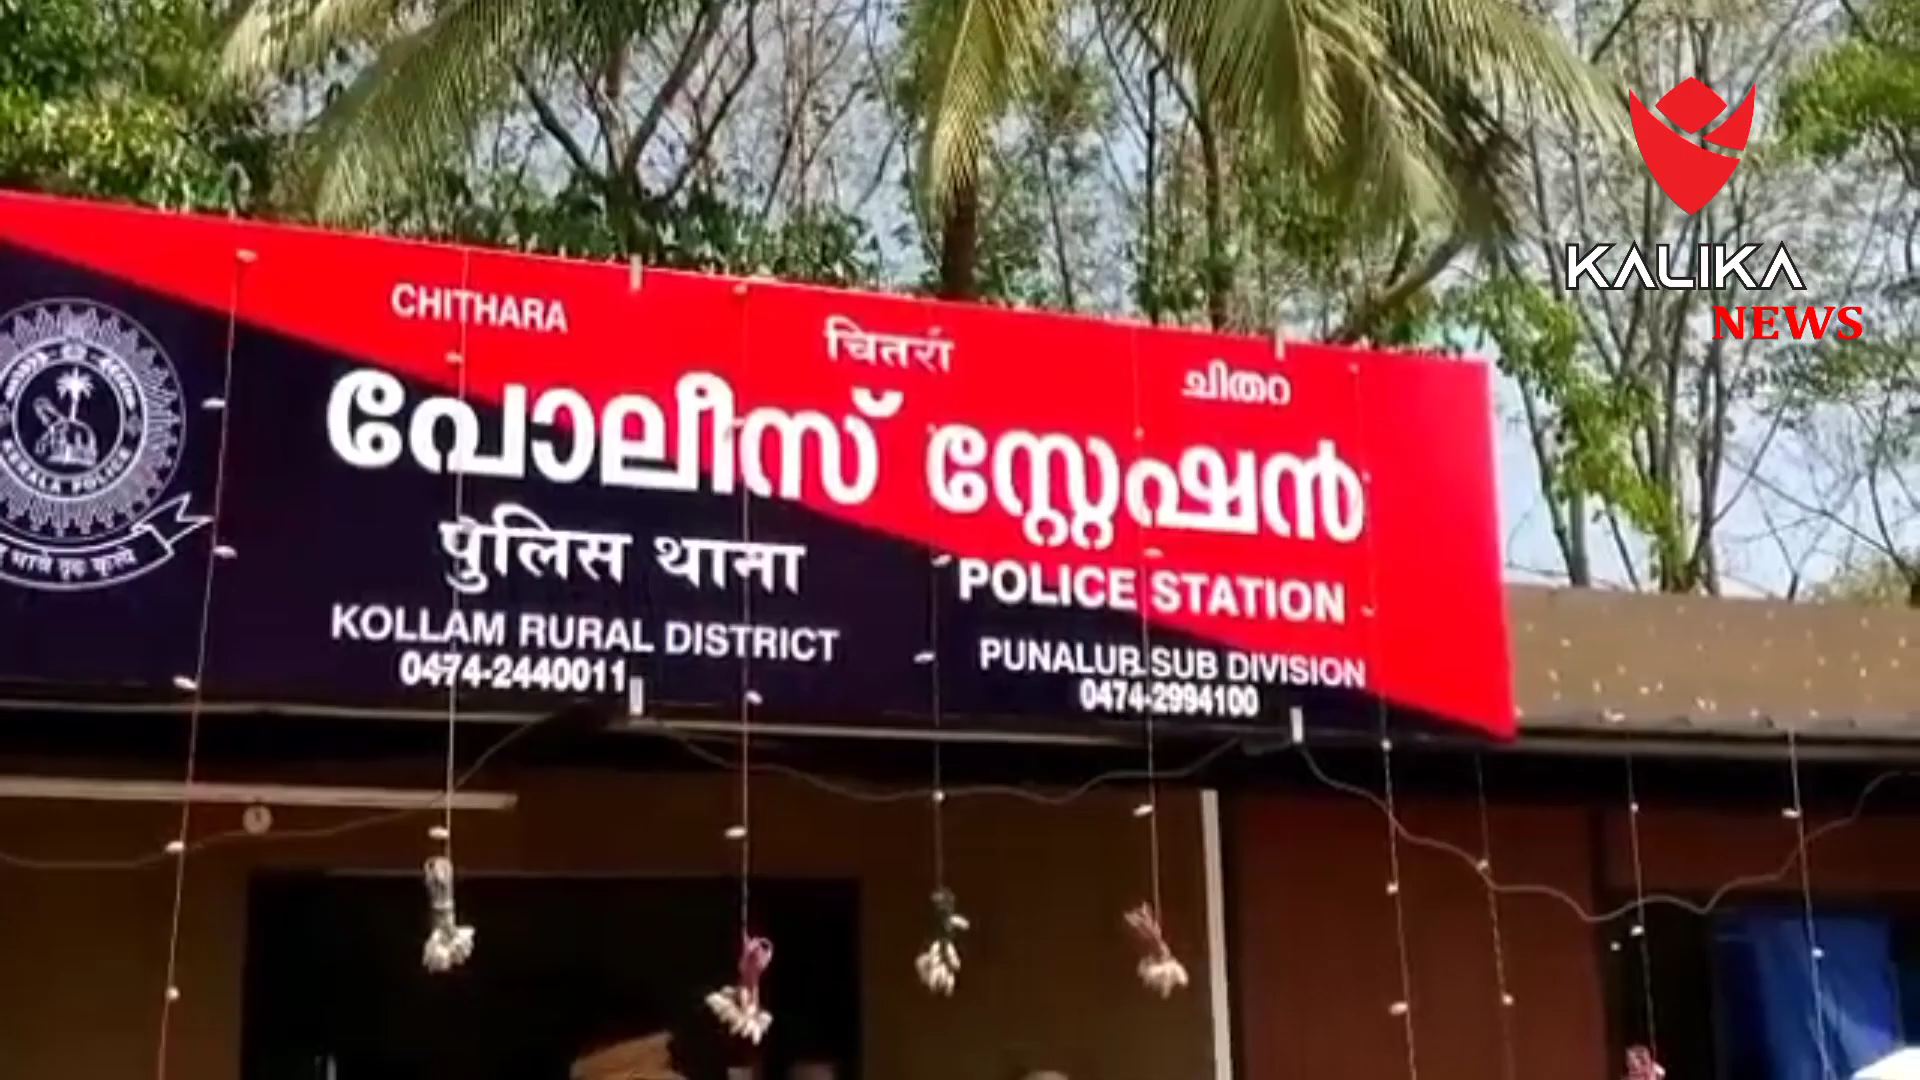 KALIKA
NEWS
CHITHARA
चितरा
ചിതറ
പോലീസ് സ്റ്റേഷൻ
पुलिस थाना
POLICE STATION
KOLLAM RURAL DISTRICT
0474-2440011
PUNALUR SUB DIVISION
0474-2994100
KERALA POLICE